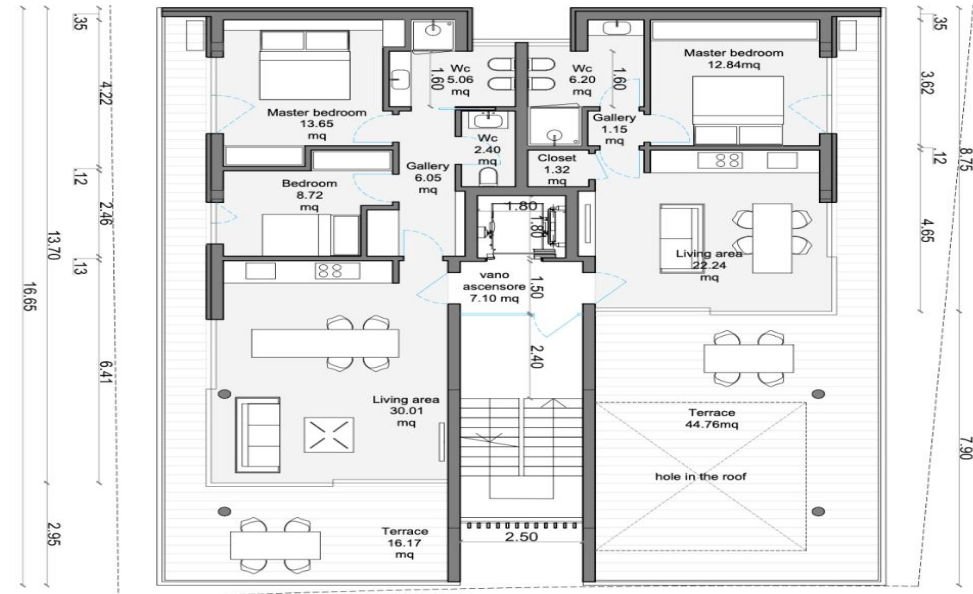 .35
4.22
.12
2.46
.13
6.41
13.70
16.65
2.95
Master bedroom
13.65
mq
Bedroom
8.72
mq
Wc
5.06
mq
1.60
Wc
2.40
mq
Gallery
6.05
mq
Living area
30.01
mq
Terrace
16.17
mq
Wc
6.20
mq
1.60
Gallery
1.15
mq
Closet
1.32
mq
Master bedroom
12.84mq
Living area
22.24
mq
1.80
1.80
vano
ascensore
7.10 mq
1.50
2.40
2.50
Terrace
44.76mq
hole in the roof
.35
3.62
.12
8.75
4.65
7.90